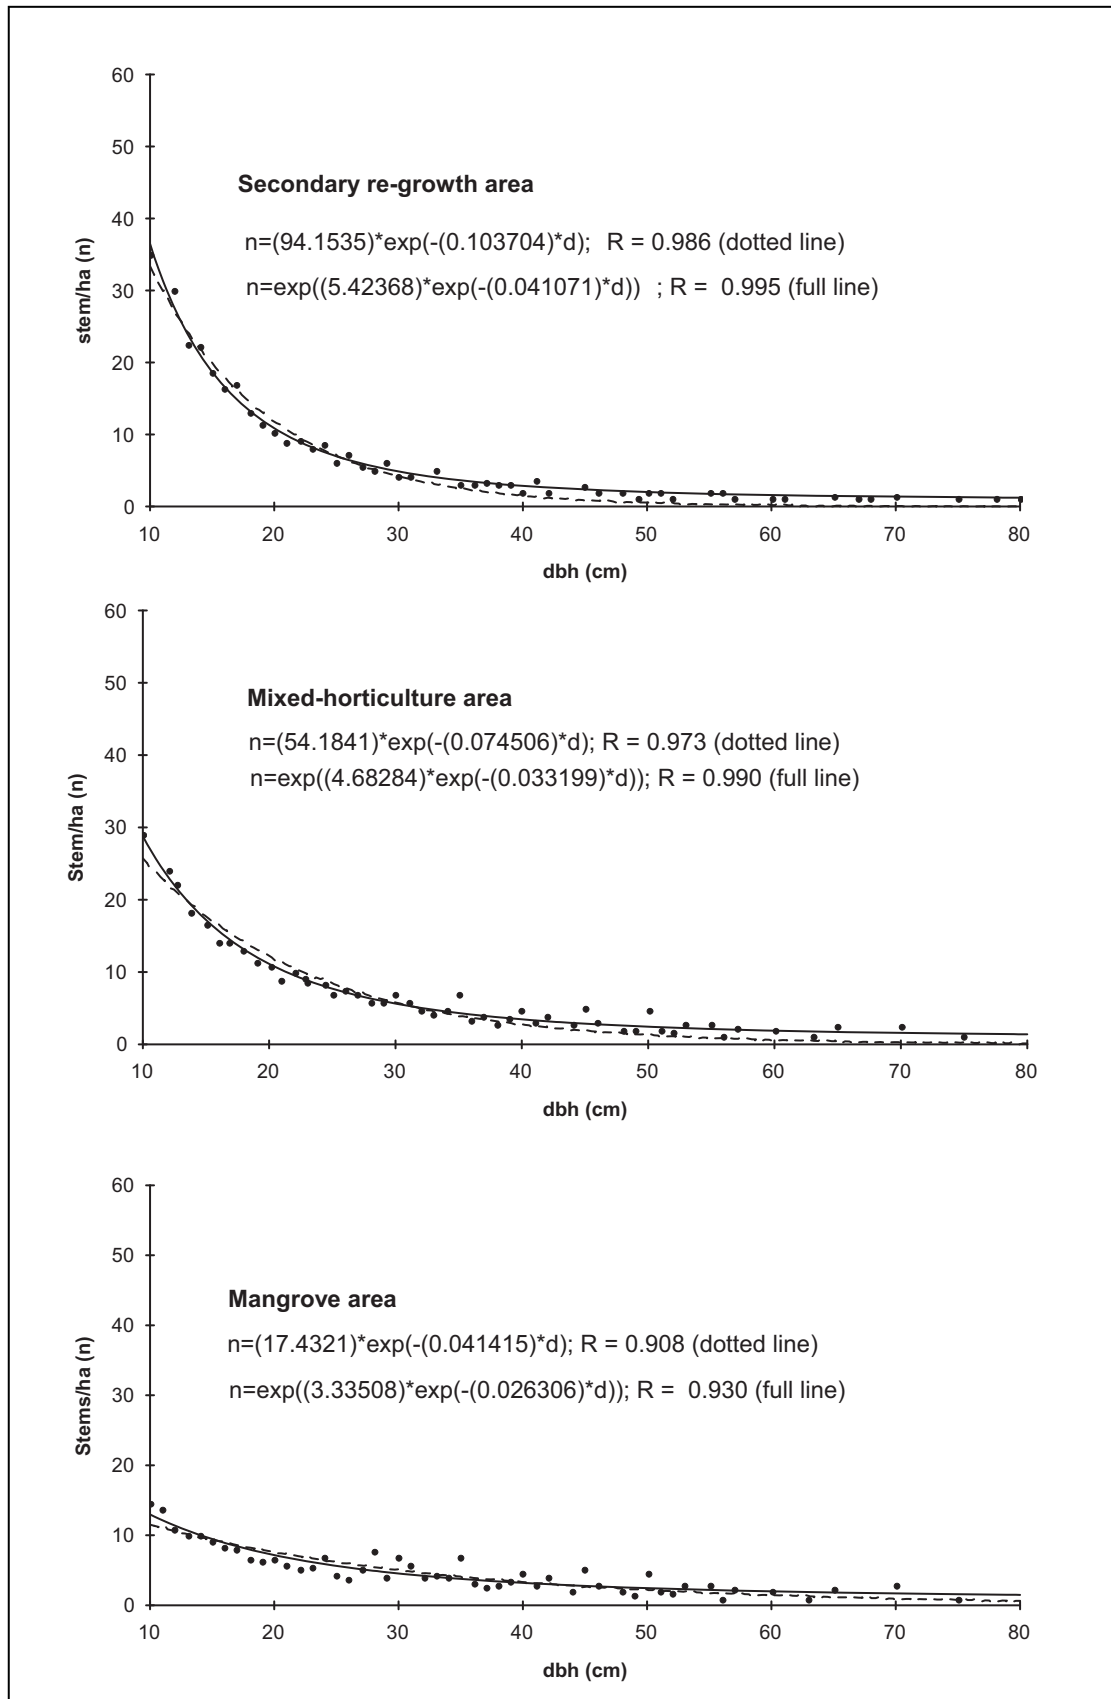 60
50
40
30
20
10
0
stem/ha (n)
Secondary re-growth area
n=(94.1535)*exp(-(0.103704)*d); R = 0.986 (dotted line)
n=exp((5.42368)*exp(-(0.041071)*d)) ; R = 0.995 (full line)
10 20 30 40 50 60 70 80
dbh (cm)
60
50
40
30
20
10
0
Stem/ha (n)
Mixed-horticulture area
n=(54.1841)*exp(-(0.074506)*d); R = 0.973 (dotted line)
n=exp((4.68284)*exp(-(0.033199)*d)); R = 0.990 (full line)
10 20 30 40 50 60 70 80
dbh (cm)
60
50
40
30
20
10
0
Stems/ha (n)
Mangrove area
n=(17.4321)*exp(-(0.041415)*d); R = 0.908 (dotted line)
n=exp((3.33508)*exp(-(0.026306)*d)); R = 0.930 (full line)
10 20 30 40 50 60 70 80
dbh (cm)